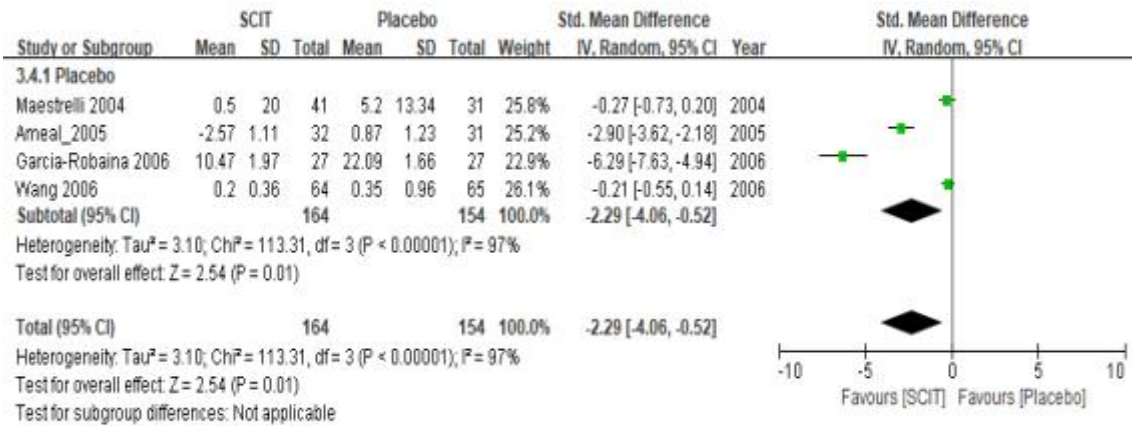 SCIT Placebo Std. Mean Difference Std. Mean Difference
Study or Subgroup Mean SD Total Mean SD Total Weight IV, Random, 95% CI Year IV, Random, 95% CI
3.4.1 Placebo
Maestrelli 2004 0.5 20 41 5.2 13.34 31 25.8% -0.27 [-0.73, 0.20] 2004
Ameal_2005 -2.57 1.11 32 0.87 1.23 31 25.2% -2.90 [-3.62, -2.18] 2005
Garcia-Robaina 2006 10.47 1.97 27 22.09 1.66 27 22.9% -6.29 [-7.63, -4.94] 2006
Wang 2006 0.2 0.36 64 0.35 0.96 65 26.1% -0.21 [-0.55, 0.14] 2006
Subtotal (95% CI) 164 154 100.0% -2.29 [-4.06, -0.52]
Heterogeneity: Tau² = 3.10; Chi² = 113.31, df = 3 (P < 0.00001); I² = 97%
Test for overall effect: Z = 2.54 (P = 0.01)
Total (95% CI) 164 154 100.0% -2.29 [-4.06, -0.52]
Heterogeneity: Tau² = 3.10; Chi² = 113.31, df = 3 (P < 0.00001); I² = 97%
Test for overall effect: Z = 2.54 (P = 0.01)
Test for subgroup differences: Not applicable
-10 -5 0 5 10
Favours [SCIT] Favours [Placebo]